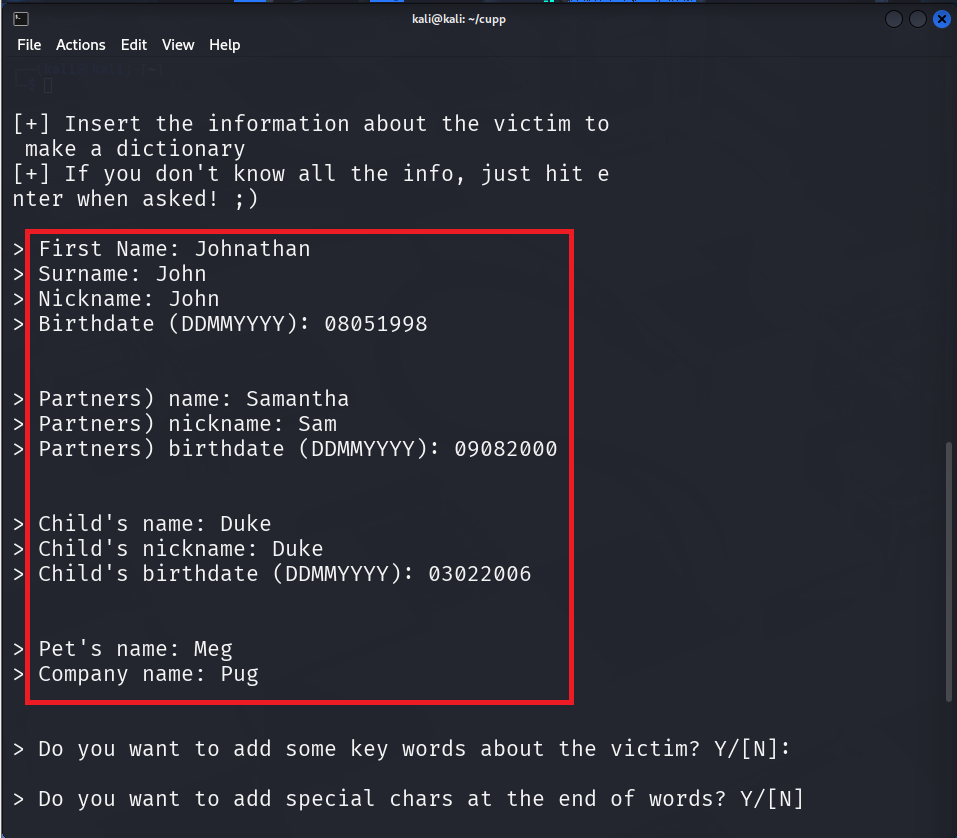 kali@kali: ~/cupp
File Actions Edit View Help
[+] Insert the information about the victim to
make a dictionary
[+] If you don't know all the info, just hit e
nter when asked! ;)
> First Name: Johnathan
> Surname: John
> Nickname: John
> Birthdate (DDMMYYYY): 08051998
> Partners) name: Samantha
> Partners) nickname: Sam
> Partners) birthdate (DDMMYYYY): 09082000
> Child's name: Duke
> Child's nickname: Duke
> Child's birthdate (DDMMYYYY): 03022006
> Pet's name: Meg
> Company name: Pug
> Do you want to add some key words about the victim? Y/[N]:
> Do you want to add special chars at the end of words? Y/[N]